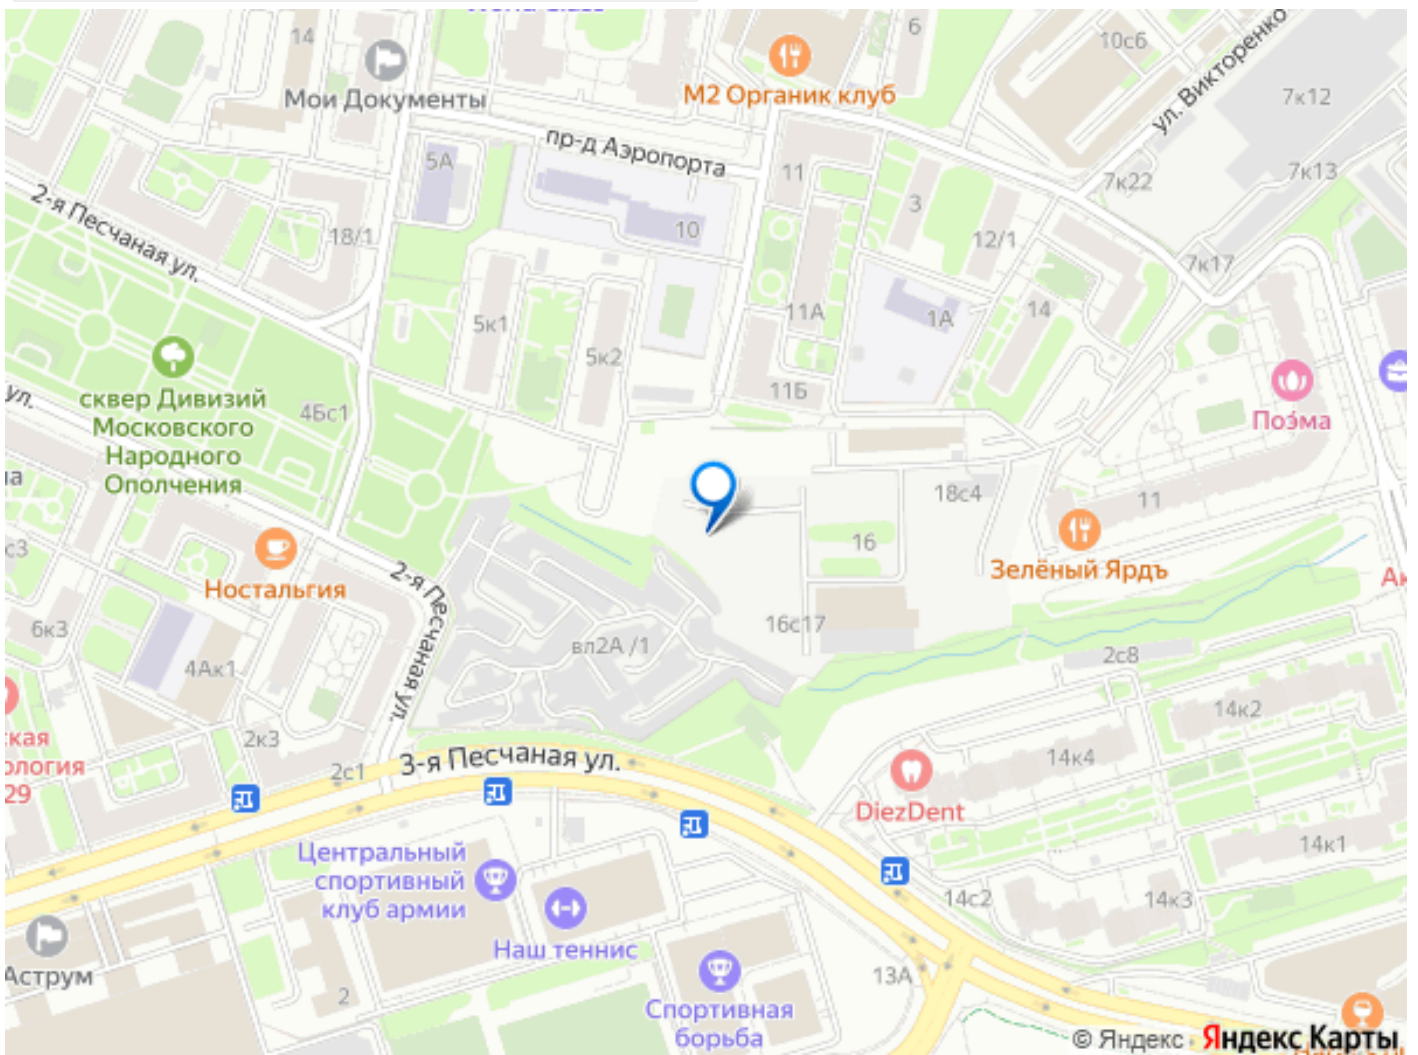 14
Мои Документы
М2 Органик клуб
6
10с6
ул. Викторенко
7к12
7к13
7к22
пр-д Аэропорта
5А
11
10
3
12/1
7к17
2-я Песчаная ул.
18/1
5к1
5к2
11А
11Б
1А
14
Поэма
сквер Дивизий
Московского
Народного
Ополчения
4Бс1
ул.
18с4
11
Зелёный Ярдъ
16
16с17
Ностальгия
2-я Песчаная ул.
6к3
4Ак1
вл2А /1
2с8
14к2
14к4
2к3
2с1
3-я Песчаная ул.
29
DiezDent
14к1
Центральный
спортивный
клуб армии
Наш теннис
14с2
14к3
Аструм
2
13А
Спортивная
борьба
© Яндекс
Яндекс Карты